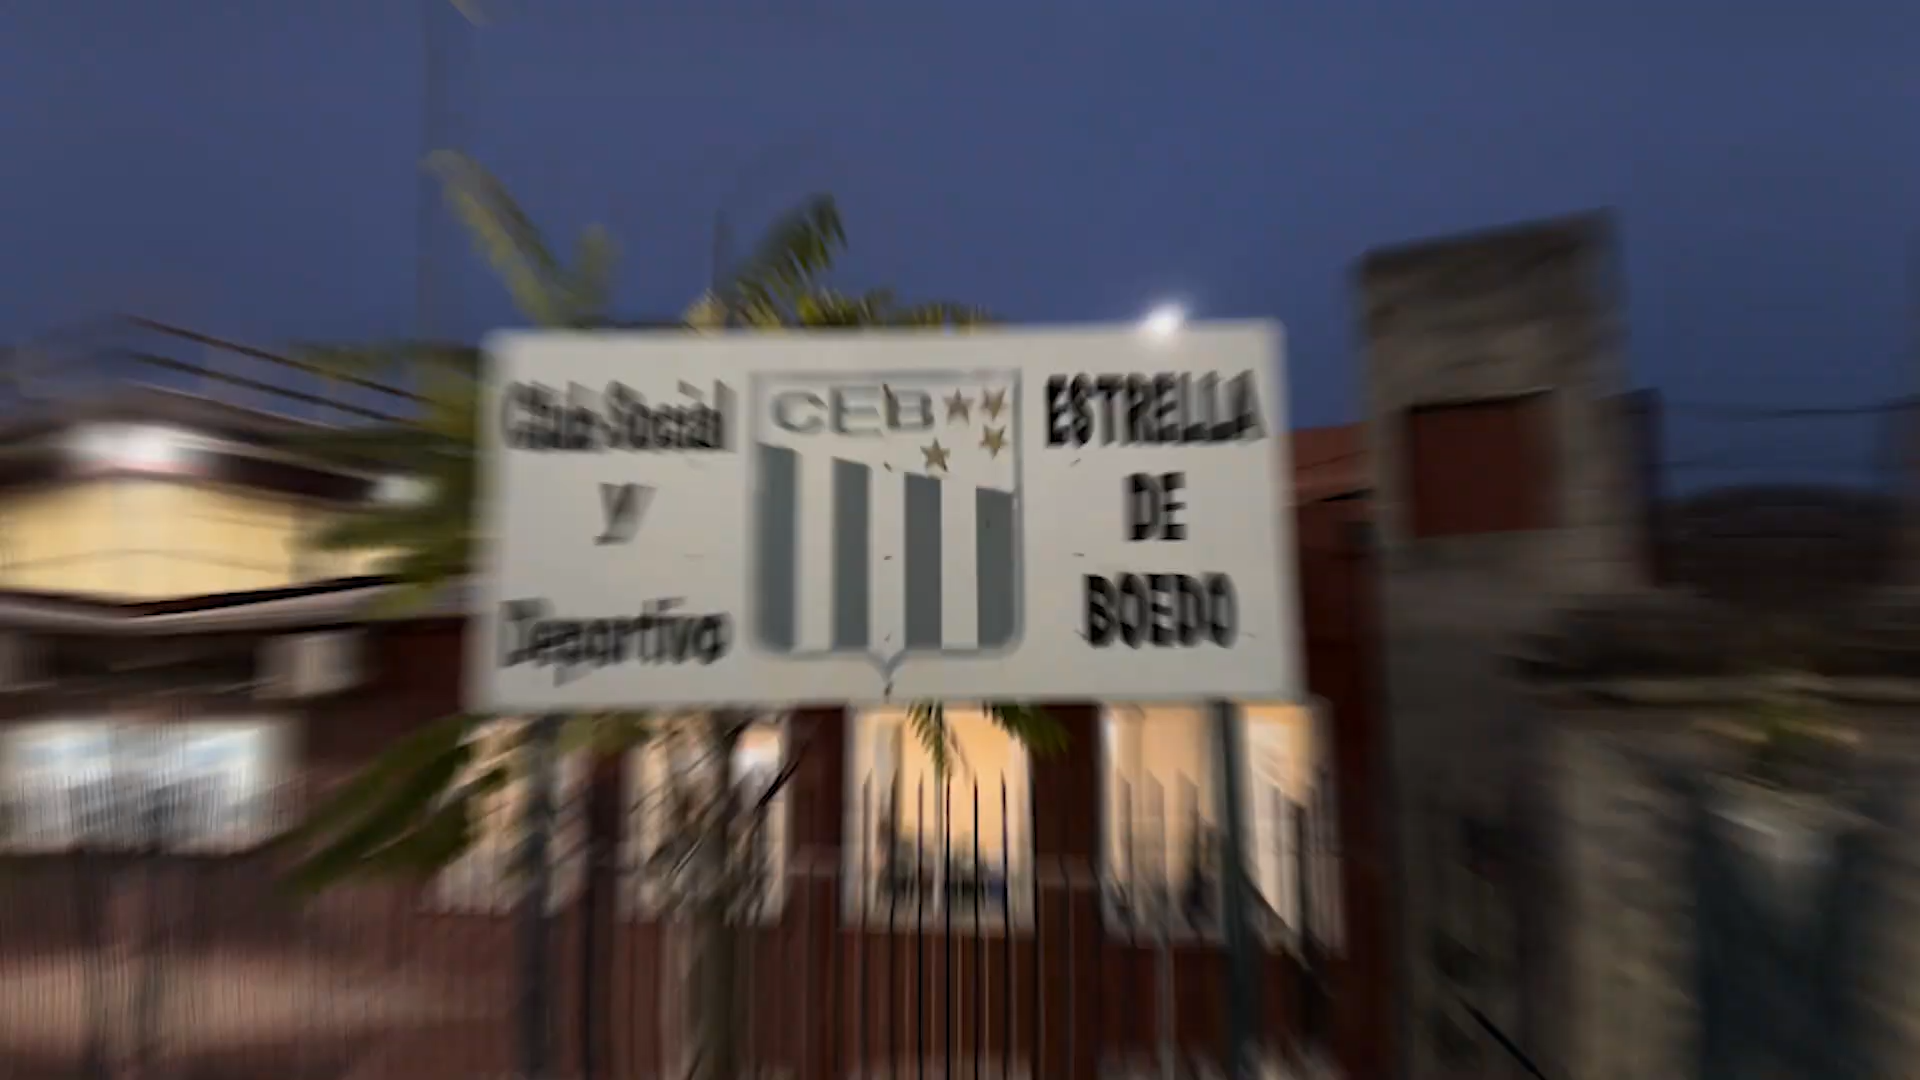 Club Social
y
Deportivo
CEB
ESTRELLA
DE
BOEDO